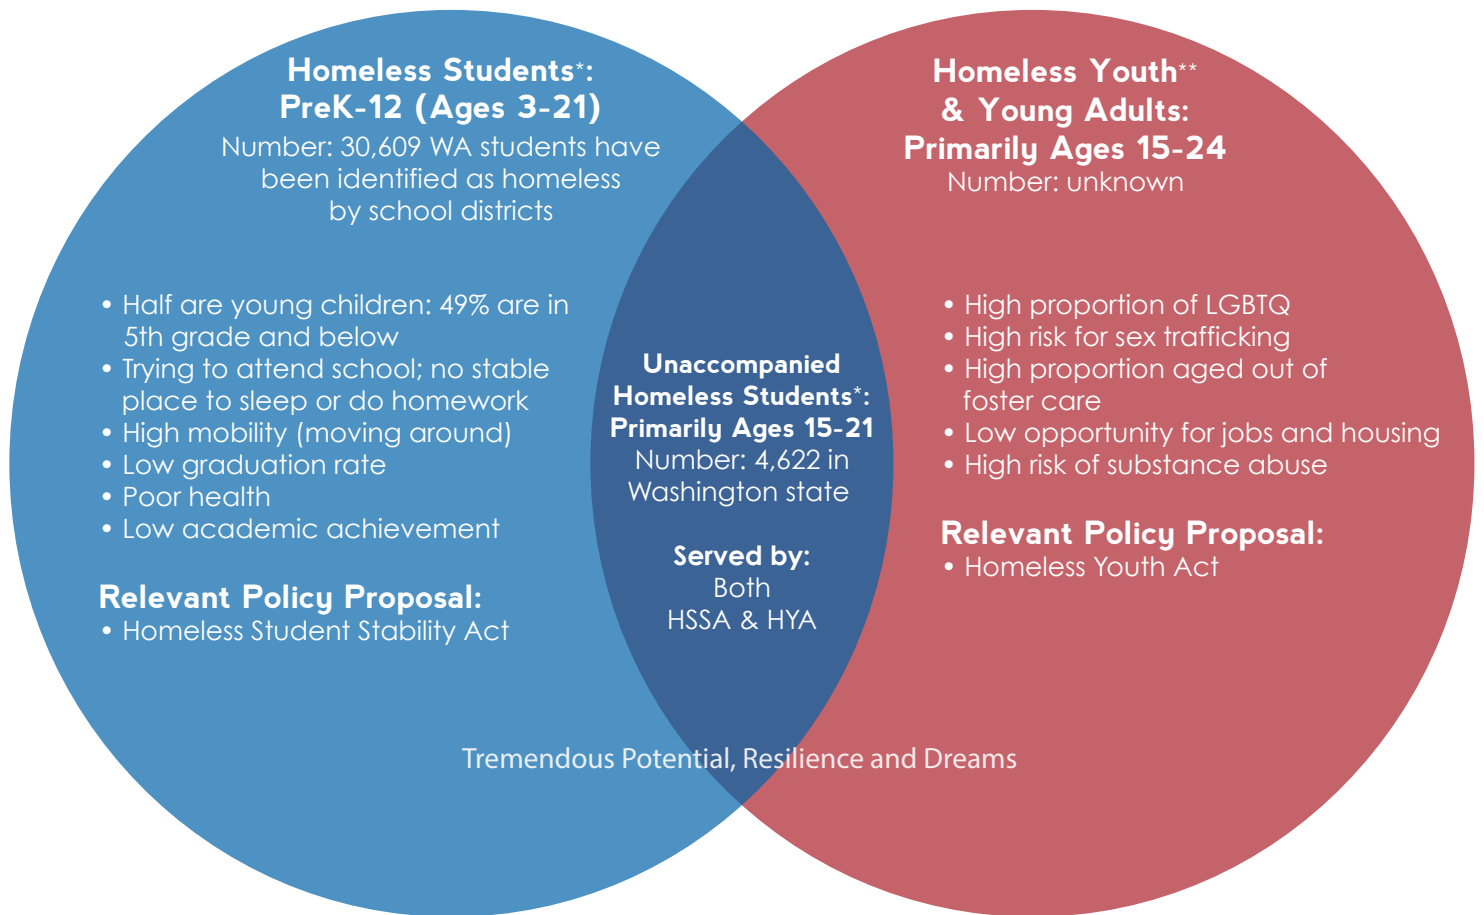 Homeless Students*:
PreK-12 (Ages 3-21)
Number: 30,609 WA students have
been identified as homeless
by school districts
• Half are young children: 49% are in
5th grade and below
• Trying to attend school; no stable
place to sleep or do homework
• High mobility (moving around)
• Low graduation rate
• Poor health
• Low academic achievement
Relevant Policy Proposal:
• Homeless Student Stability Act
Unaccompanied
Homeless Students*:
Primarily Ages 15-21
Number: 4,622 in
Washington state
Served by:
Both
HSSA & HYA
Homeless Youth**
& Young Adults:
Primarily Ages 15-24
Number: unknown
• High proportion of LGBTQ
• High risk for sex trafficking
• High proportion aged out of
foster care
• Low opportunity for jobs and housing
• High risk of substance abuse
Relevant Policy Proposal:
• Homeless Youth Act
Tremendous Potential, Resilience and Dreams